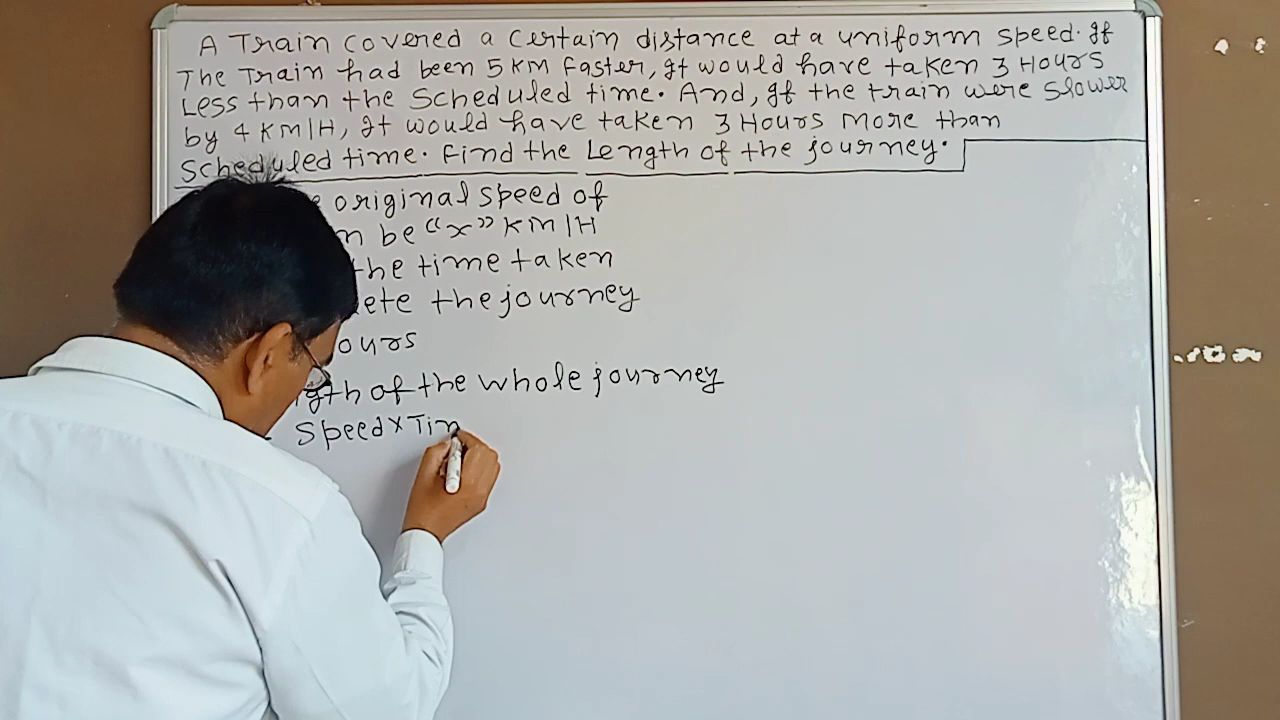 A Train covered a certain distance at a uniform speed. If
The Train had been 5 KM Faster, It would have taken 3 Hours
Less than the Scheduled time. And, If the train were Slower
by 4 KM/H, It would have taken 3 Hours More than
Scheduled time. Find the Length of the journey.
original speed of
be "x" KM/H
the time taken
the journey
of the whole journey
Speed x Tim